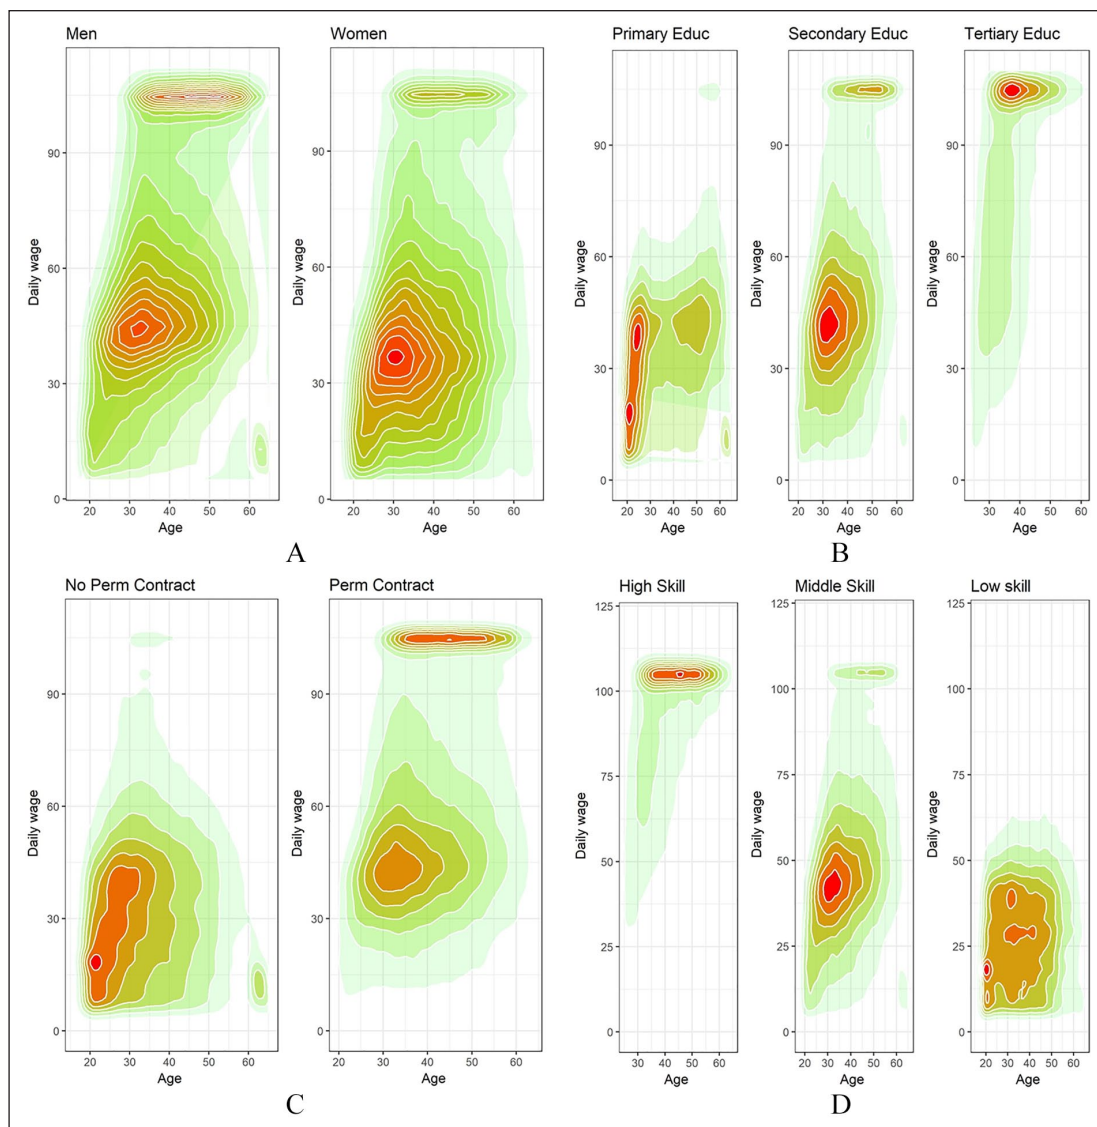 Men
Women
Daily wage
90
60
30
0
20 30 40 50 60
Age
Daily wage
90
60
30
0
20 30 40 50 60
Age
A
Primary Educ
Secondary Educ
Tertiary Educ
Daily wage
90
60
30
0
20 30 40 50 60
Age
Daily wage
90
60
30
0
20 30 40 50 60
Age
Daily wage
90
60
30
0
20 30 40 50 60
Age
B
No Perm Contract
Perm Contract
Daily wage
90
60
30
0
20 30 40 50 60
Age
Daily wage
90
60
30
0
20 30 40 50 60
Age
C
High Skill
Middle Skill
Low skill
Daily wage
125
100
75
50
25
0
20 30 40 50 60
Age
Daily wage
125
100
75
50
25
0
20 30 40 50 60
Age
Daily wage
125
100
75
50
25
0
20 30 40 50 60
Age
D